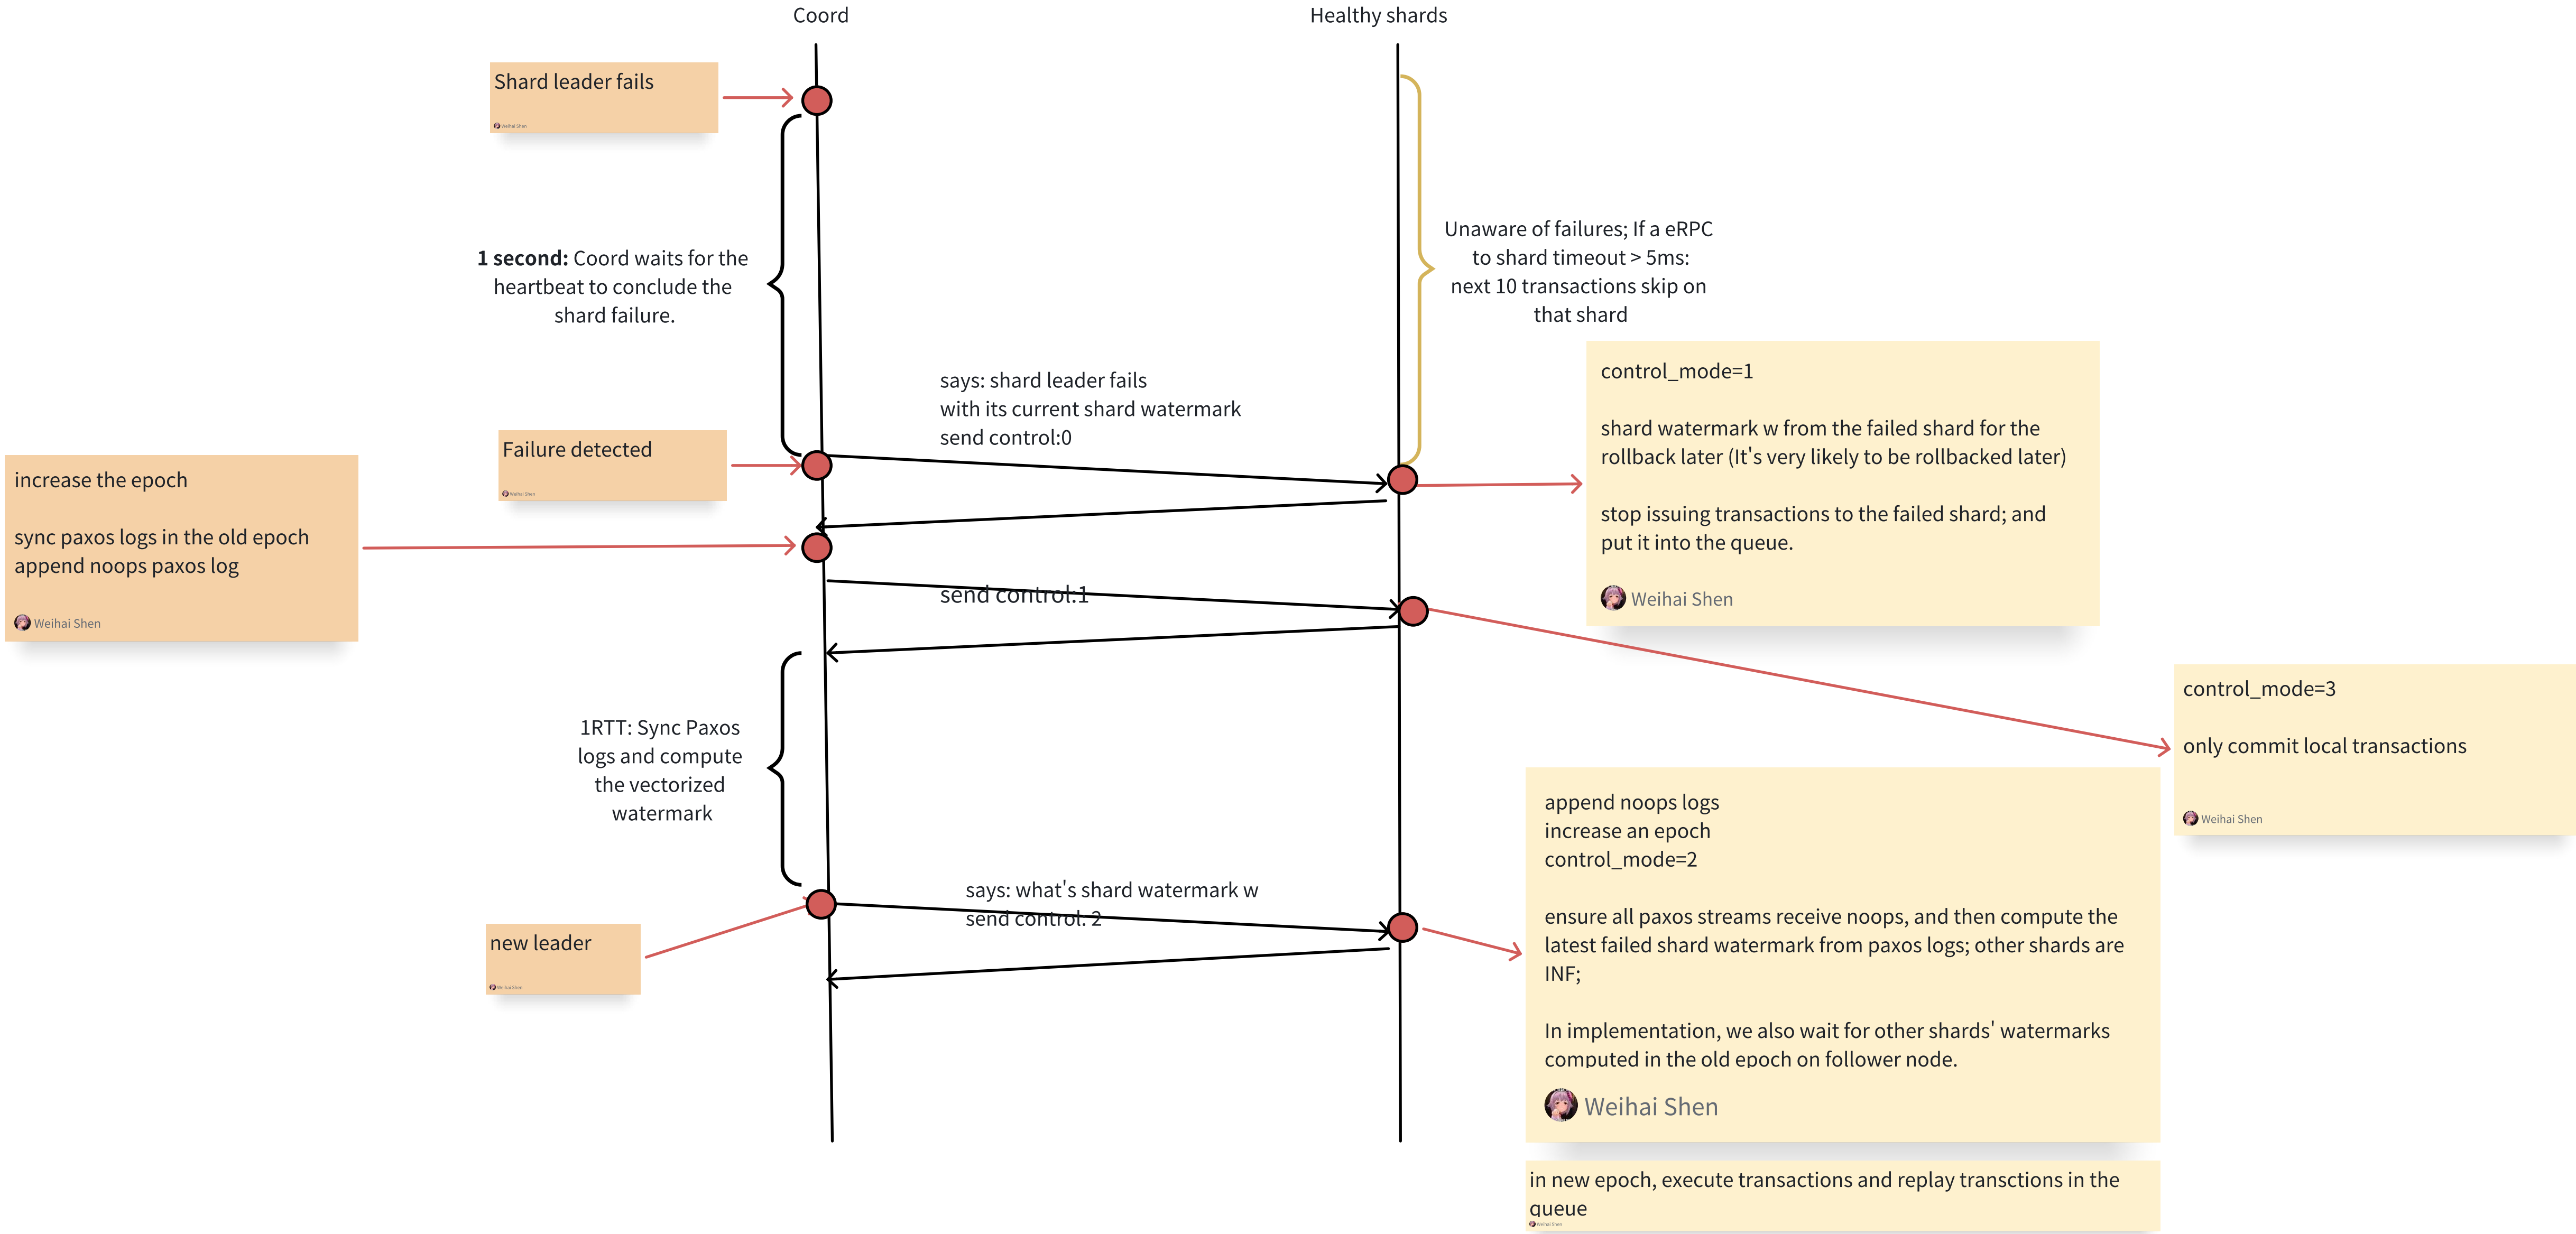 Coord
Healthy shards
Shard leader fails
Weihai Shen
1 second: Coord waits for the
heartbeat to conclude the
shard failure.
Unaware of failures; If a eRPC
to shard timeout > 5ms:
next 10 transactions skip on
that shard
says: shard leader fails
with its current shard watermark
send control:0
Failure detected
Weihai Shen
control_mode=1
shard watermark w from the failed shard for the
rollback later (It's very likely to be rollbacked later)
stop issuing transactions to the failed shard; and
put it into the queue.
Weihai Shen
increase the epoch
sync paxos logs in the old epoch
append noops paxos log
Weihai Shen
send control:1
control_mode=3
only commit local transactions
Weihai Shen
1RTT: Sync Paxos
logs and compute
the vectorized
watermark
says: what's shard watermark w
send control: 2
new leader
Weihai Shen
append noops logs
increase an epoch
control_mode=2
ensure all paxos streams receive noops, and then compute the
latest failed shard watermark from paxos logs; other shards are
INF;
In implementation, we also wait for other shards' watermarks
computed in the old epoch on follower node.
Weihai Shen
in new epoch, execute transactions and replay transctions in the
queue
Weihai Shen